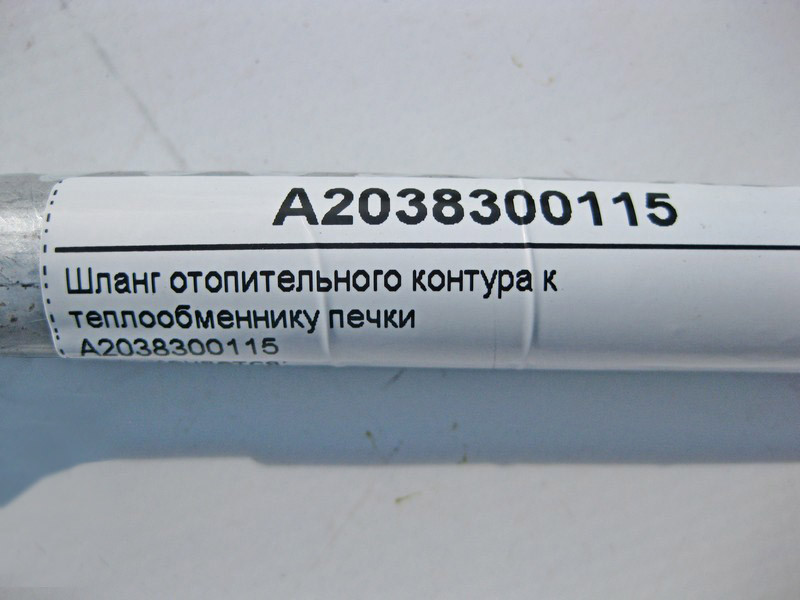 A2038300115
Шланг отопительного контура к
теплообменнику печки
A2038300115